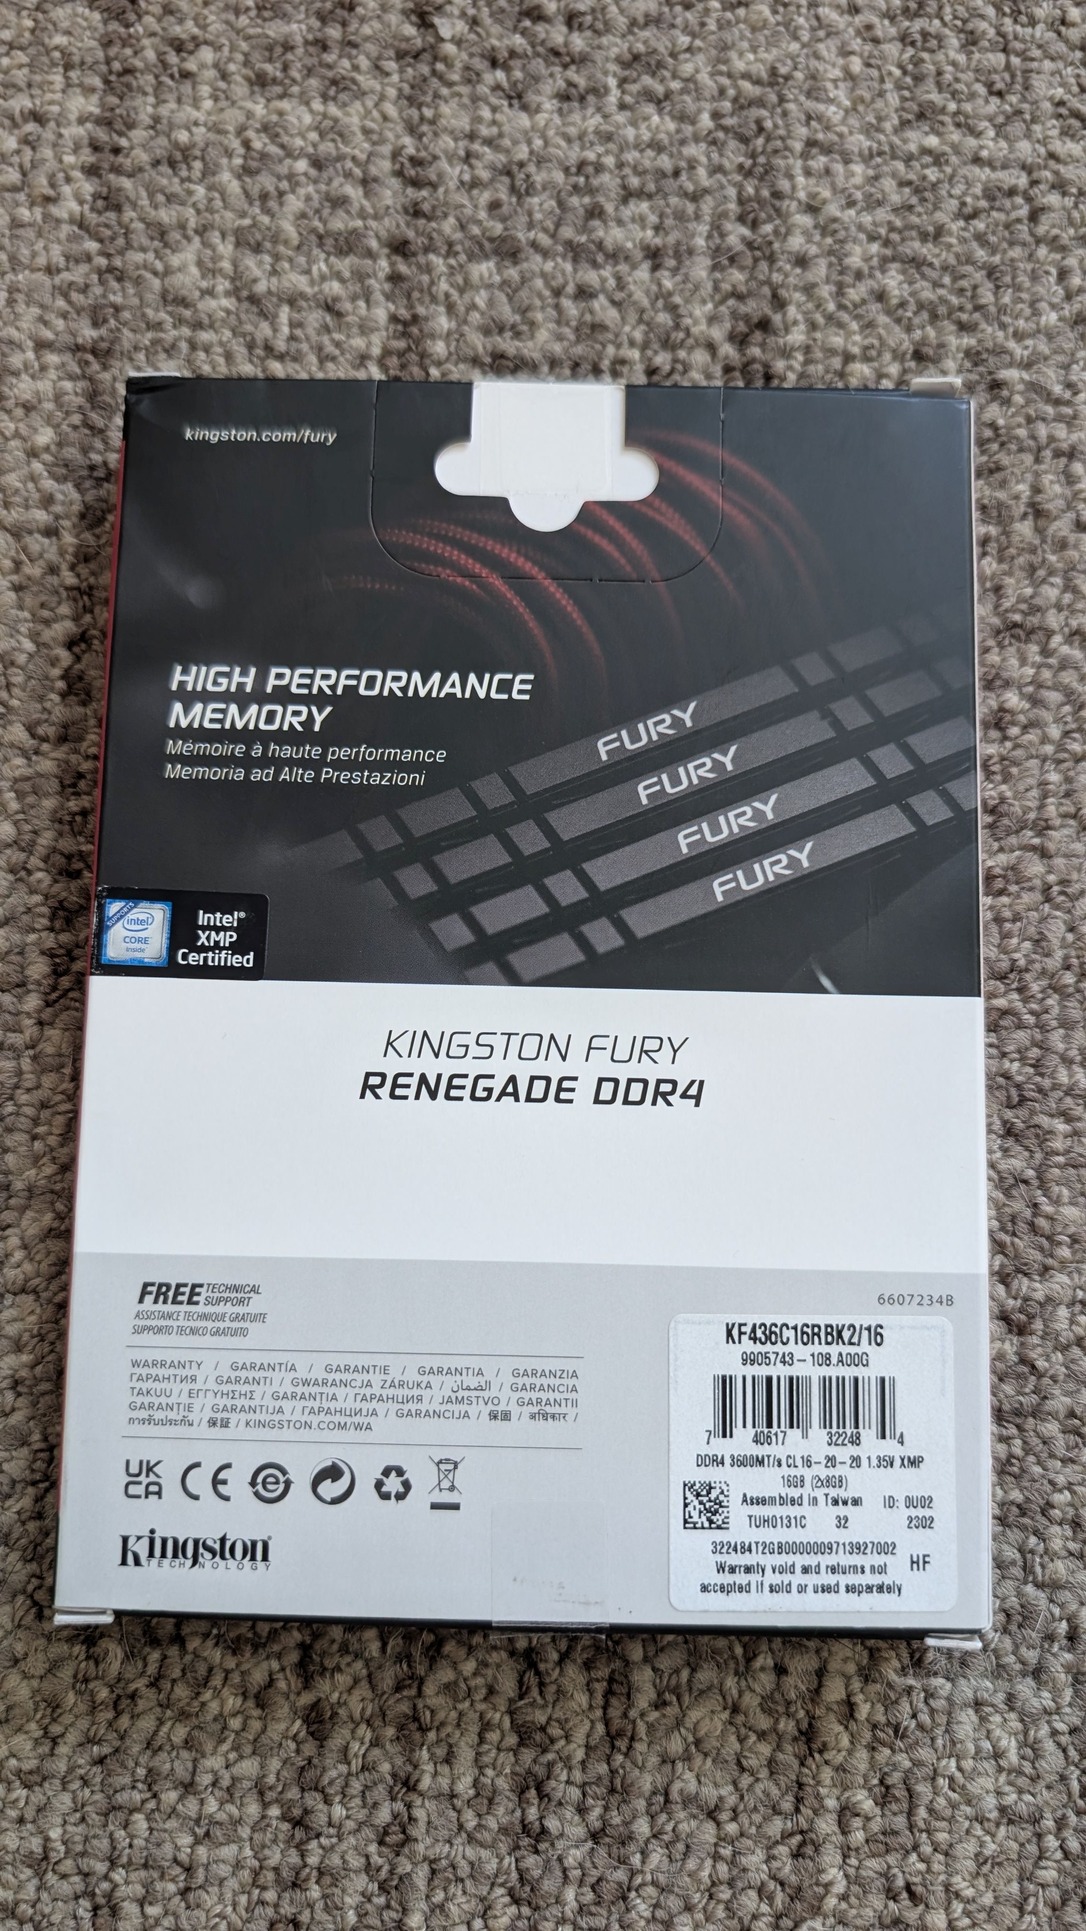 kingston.com/fury
HIGH PERFORMANCE
MEMORY
Mémoire à haute performance
Memoria ad Alte Prestazioni
FURY
FURY
FURY
FURY
SUPPORTS
intel
CORE
inside
Intel®
XMP
Certified
KINGSTON FURY
RENEGADE DDR4
FREE TECHNICAL SUPPORT
ASSISTANCE TECHNIQUE GRATUITE
SUPPORTO TECNICO GRATUITO
WARRANTY / GARANTÍA / GARANTIE / GARANTIA / GARANZIA
ГАРАНТИЯ / GARANTI / GWARANCJA ZÁRUKA / الضمان / GARANCIA
TAKUU / ΕΓΓΥΗΣΗΣ / GARANȚIA / ГАРАНЦИЯ / JAMSTVO / GARANTII
GARANTIE / GARANTIJA / ГАРАНЦИЈА / GARANCIJA / 保固 / अधिकार /
การรับประกัน / 保証 / KINGSTON.COM/WA
UK
CA
CE
e
Kingston
TECHNOLOGY
6607234B
KF436C16RBK2/16
9905743-108.A00G
7 40617 32248 4
DDR4 3600MT/s CL16-20-20 1.35V XMP
16GB (2x8GB)
Assembled in Taiwan ID: 0U02
TUH0131C 32 2302
322484T2GB0000009713927002
HF
Warranty void and returns not
accepted if sold or used separately